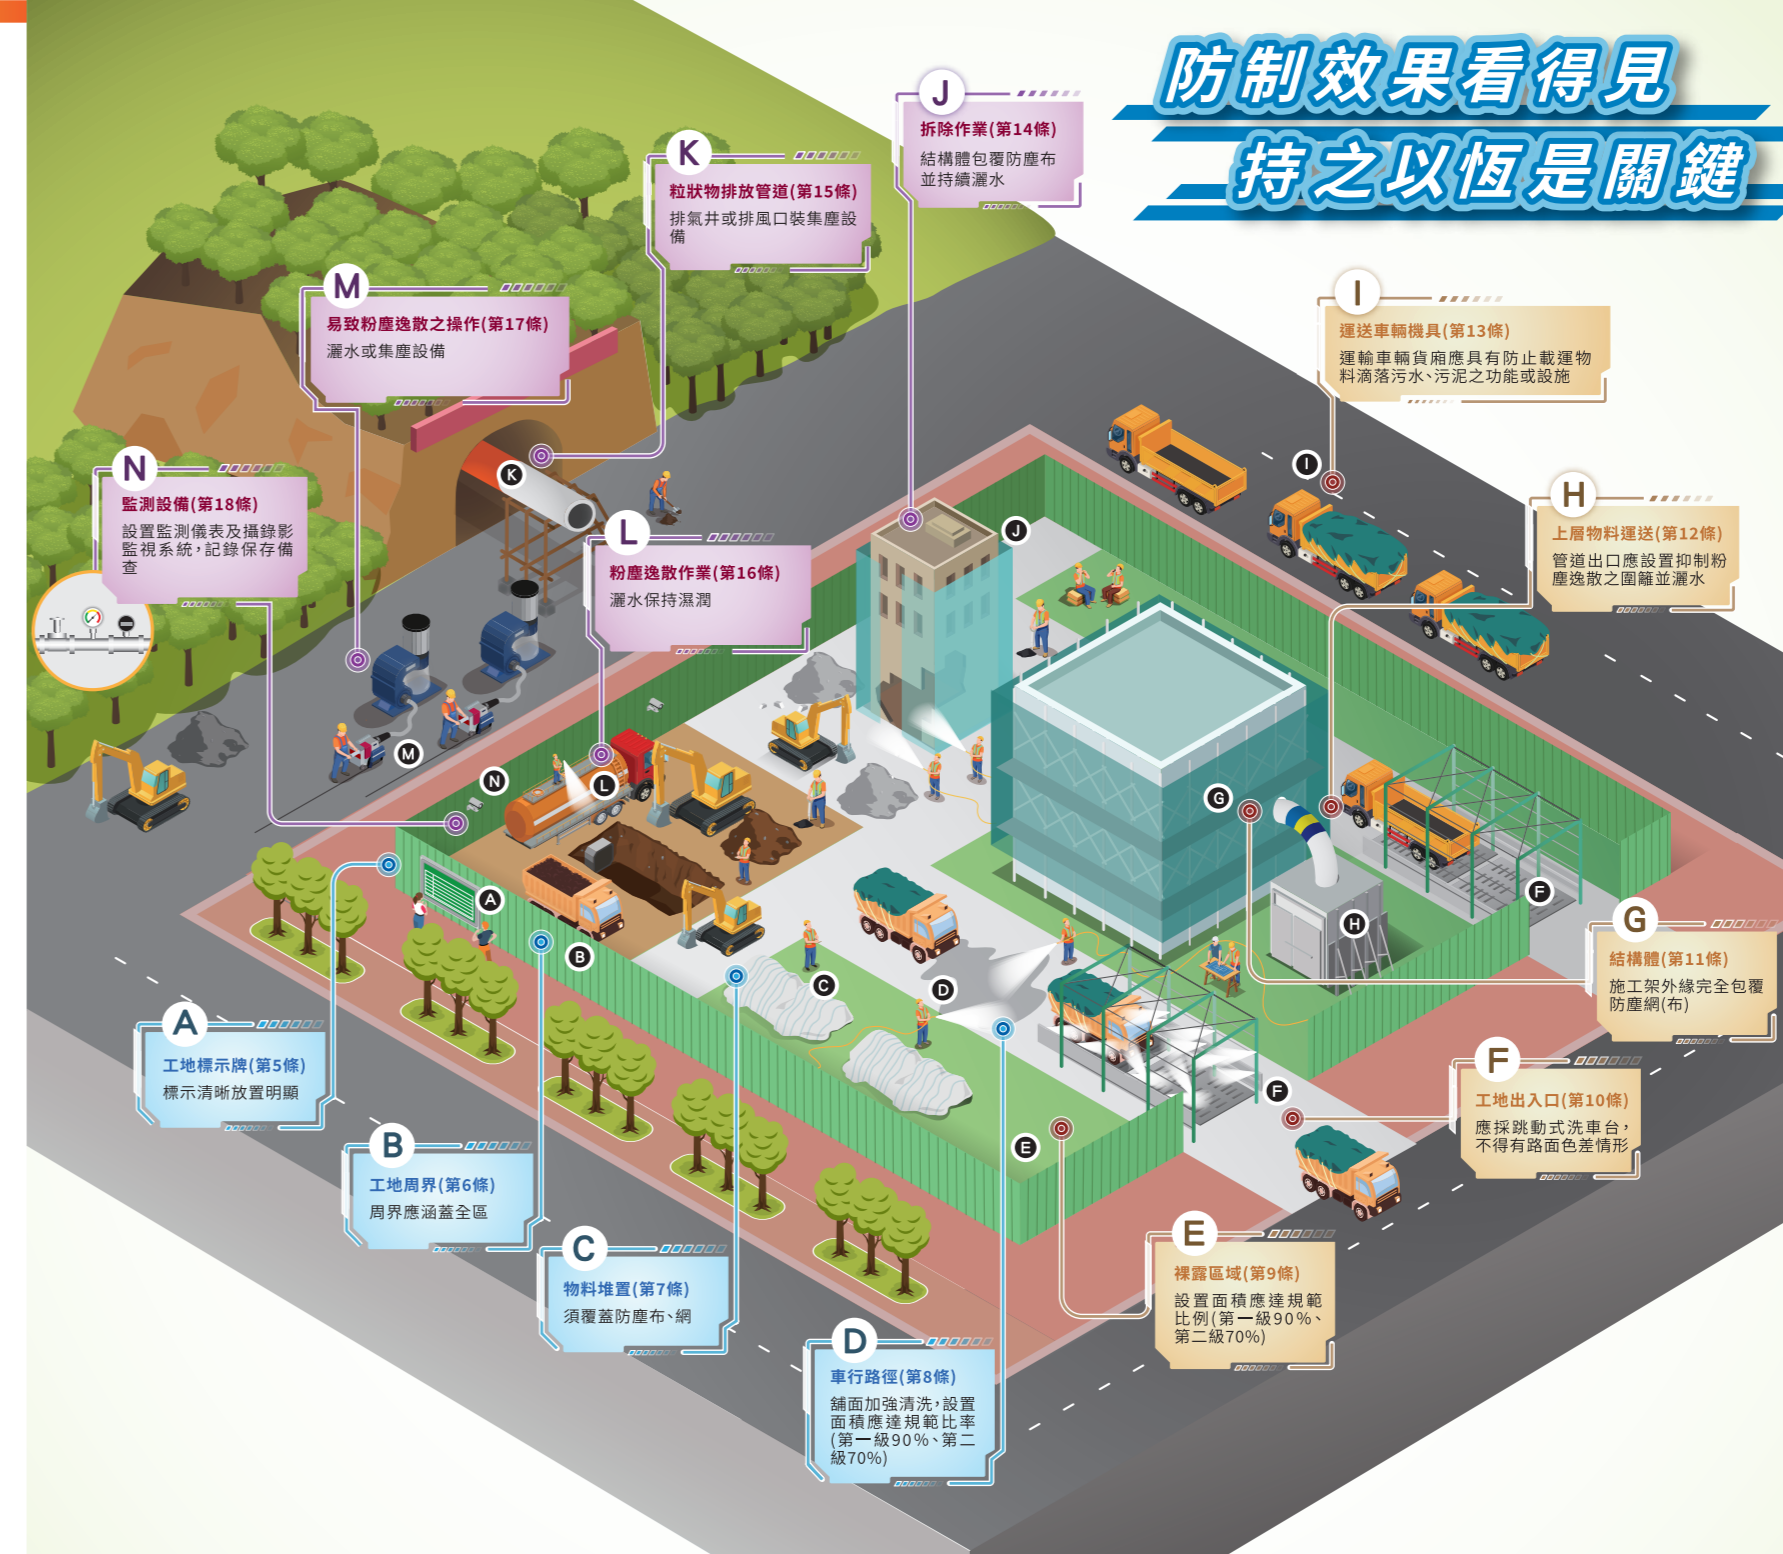 防制效果看得見
持之以恆是關鍵
J
拆除作業(第14條)
結構體包覆防塵布
並持續灑水
K
粒狀物排放管道(第15條)
排氣井或排風口裝集塵設
備
M
易致粉塵逸散之操作(第17條)
灑水或集塵設備
I
運送車輛機具(第13條)
運輸車輛貨廂應具有防止載運物
料滴落污水、污泥之功能或設施
N
監測設備(第18條)
設置監測儀表及攝錄影
監視系統,記錄保存備
查
L
粉塵逸散作業(第16條)
灑水保持濕潤
H
上層物料運送(第12條)
管道出口應設置抑制粉
塵逸散之圍籬並灑水
K
I
J
M
N
L
G
A
F
H
B
C
D
F
E
G
結構體(第11條)
施工架外緣完全包覆
防塵網(布)
A
工地標示牌(第5條)
標示清晰放置明顯
F
工地出入口(第10條)
應採跳動式洗車台,
不得有路面色差情形
B
工地周界(第6條)
周界應涵蓋全區
C
物料堆置(第7條)
須覆蓋防塵布、網
E
裸露區域(第9條)
設置面積應達規範
比例(第一級90%、
第二級70%)
D
車行路徑(第8條)
舖面加強清洗,設置
面積應達規範比率
(第一級90%、第二
級70%)